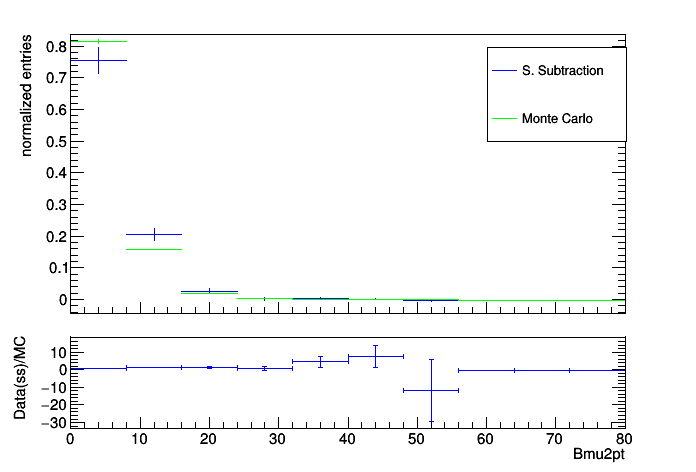 normalized entries
0.8
0.7
0.6
0.5
0.4
0.3
0.2
0.1
0
S. Subtraction
Monte Carlo
Data(ss)/MC
10
0
−10
−20
−30
0 10 20 30 40 50 60 70 80
Bmu2pt